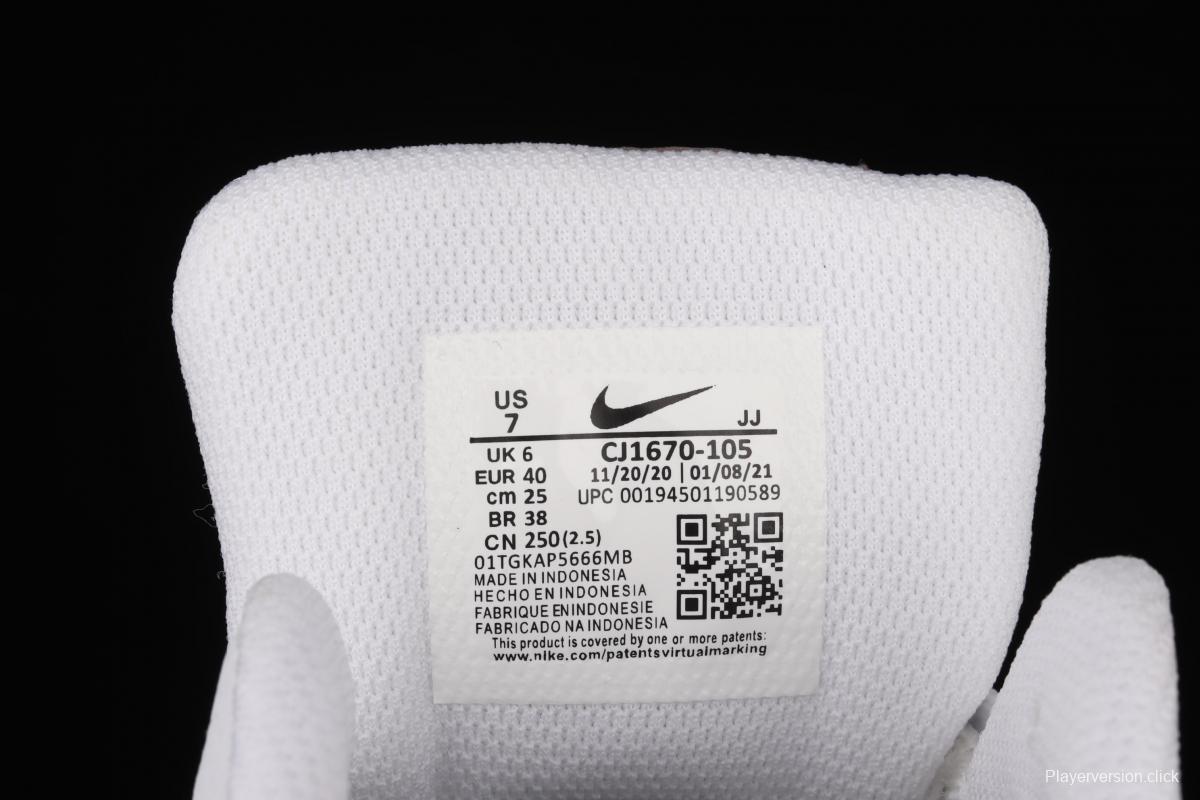 US
7
JJ
UK 6
EUR 40
cm 25
BR 38
CN 250(2.5)
CJ1670-105
11/20/20 | 01/08/21
UPC 00194501190589
01TGKAP5666MB
MADE IN INDONESIA
HECHO EN INDONESIA
FABRIQUE EN INDONESIE
FABRICADO NA INDONESIA
This product is covered by one or more patents:
www.nike.com/patentsvirtualmarking
Playerversion.click